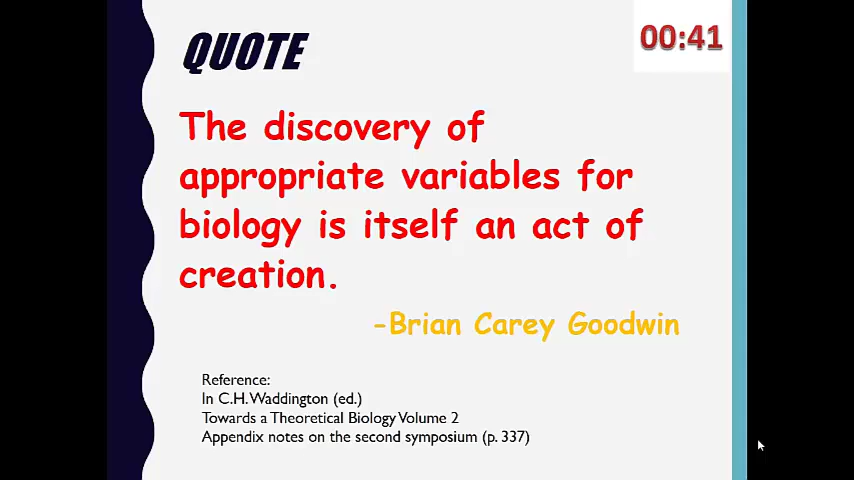 QUOTE
00:41
The discovery of
appropriate variables for
biology is itself an act of
creation.
-Brian Carey Goodwin
Reference:
In C.H.Waddington (ed.)
Towards a Theoretical Biology Volume 2
Appendix notes on the second symposium (p. 337)